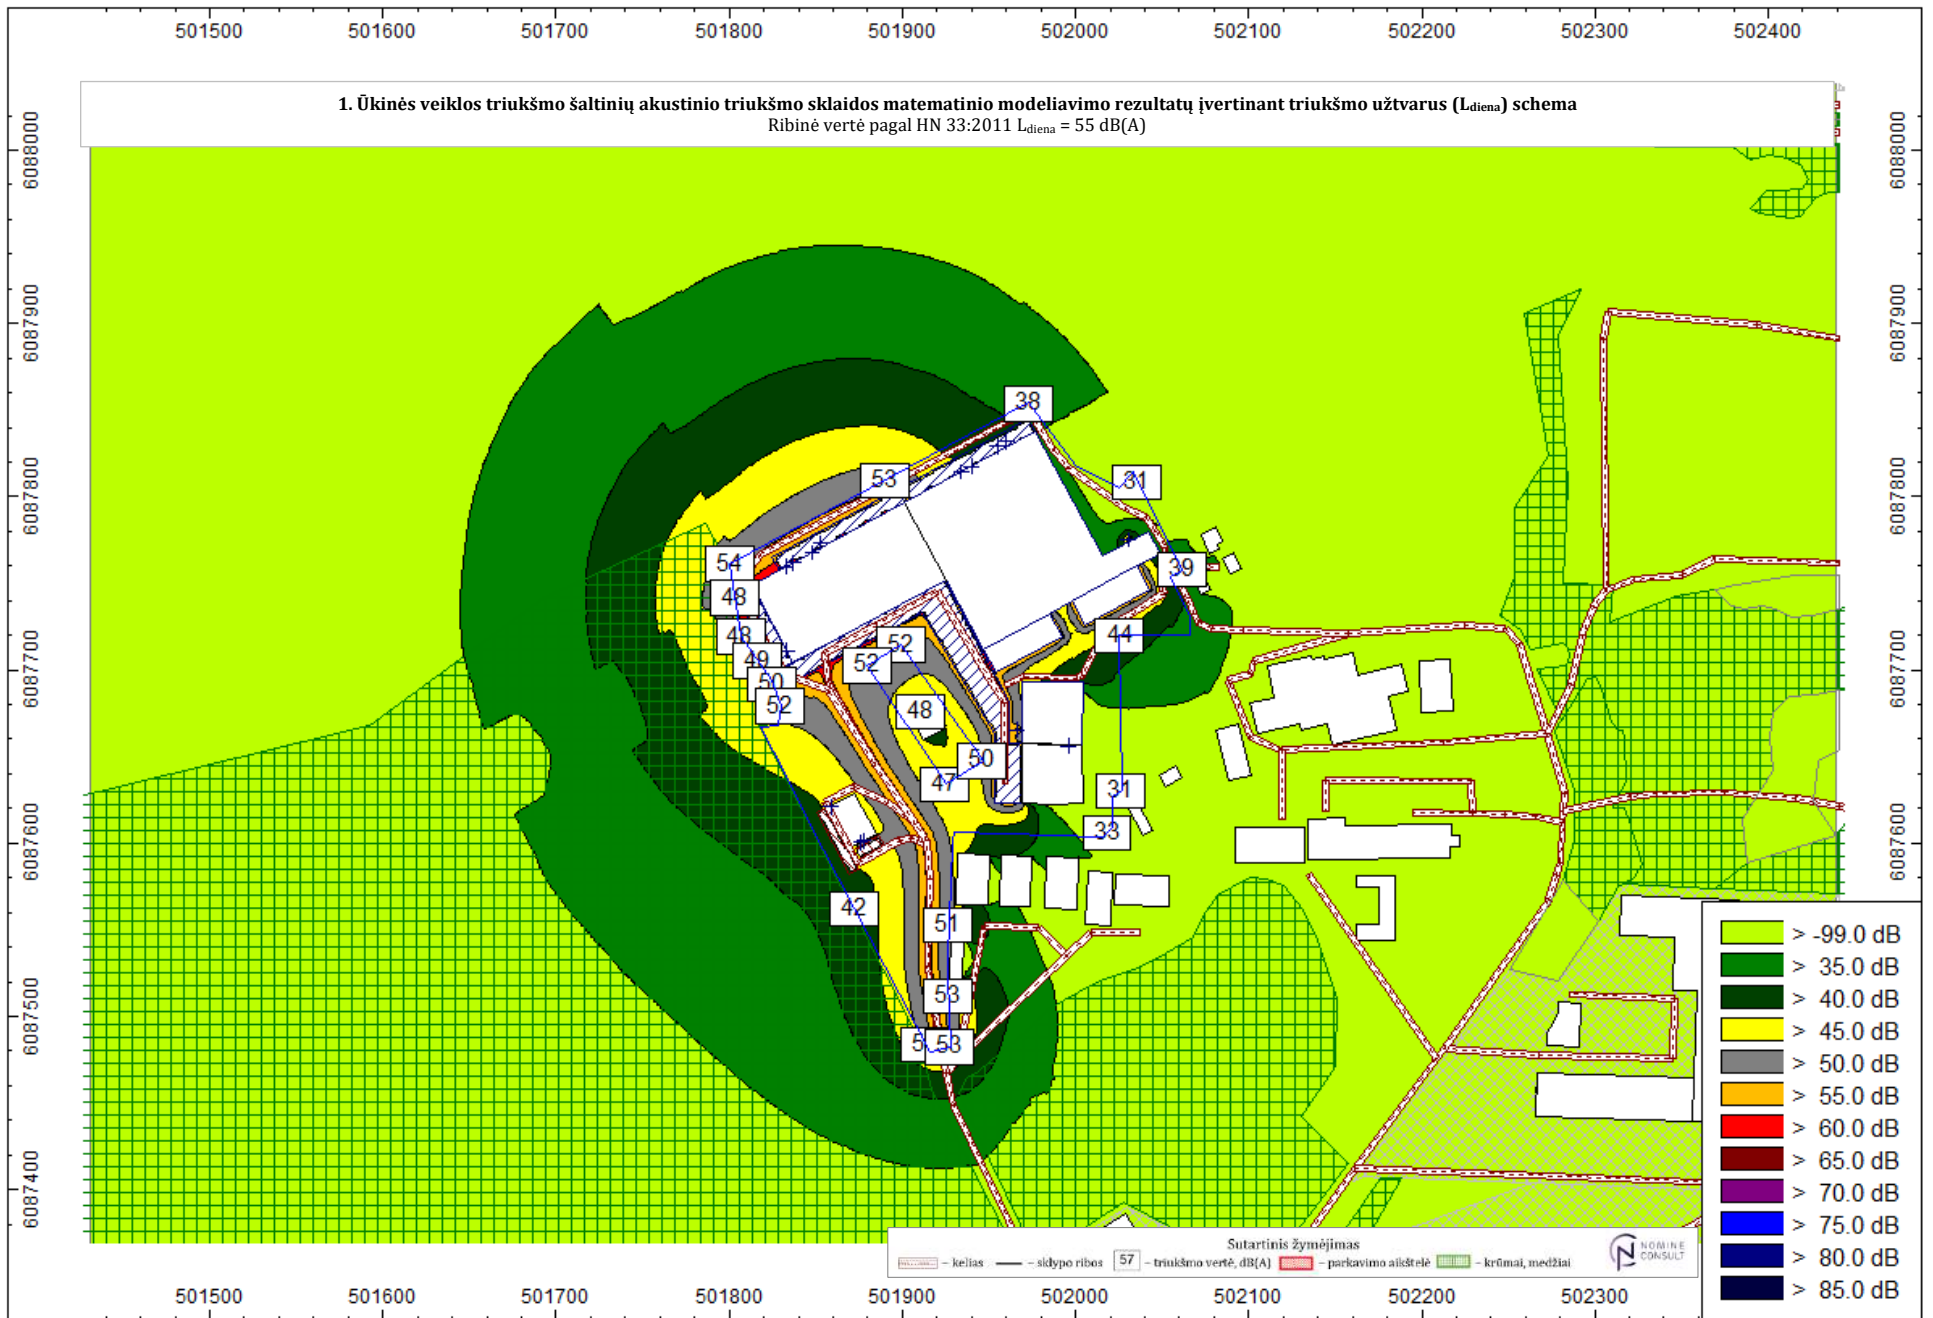 501500 501600 501700 501800 501900 502000 502100 502200 502300 502400
1. Ūkinės veiklos triukšmo šaltinių akustinio triukšmo sklaidos matematinio modeliavimo rezultatų įvertinant triukšmo užtvarus (Ldiena) schema
Ribinė vertė pagal HN 33:2011 Ldiena = 55 dB(A)
6088000
6087900
6087800
6087700
6087600
6087500
6087400
6088000
6087900
6087800
6087700
6087600
38
53
31
54
39
48
48
44
52
49
52
50
52
48
50
47
31
33
42
51
53
53
> -99.0 dB
> 35.0 dB
> 40.0 dB
> 45.0 dB
> 50.0 dB
> 55.0 dB
> 60.0 dB
> 65.0 dB
> 70.0 dB
> 75.0 dB
> 80.0 dB
> 85.0 dB
Sutartinis žymėjimas
– kelias – sklypo ribos 57 – triukšmo vertė, dB(A) – parkavimo aikštelė – krūmai, medžiai
NOMINE
CONSULT
501500 501600 501700 501800 501900 502000 502100 502200 502300